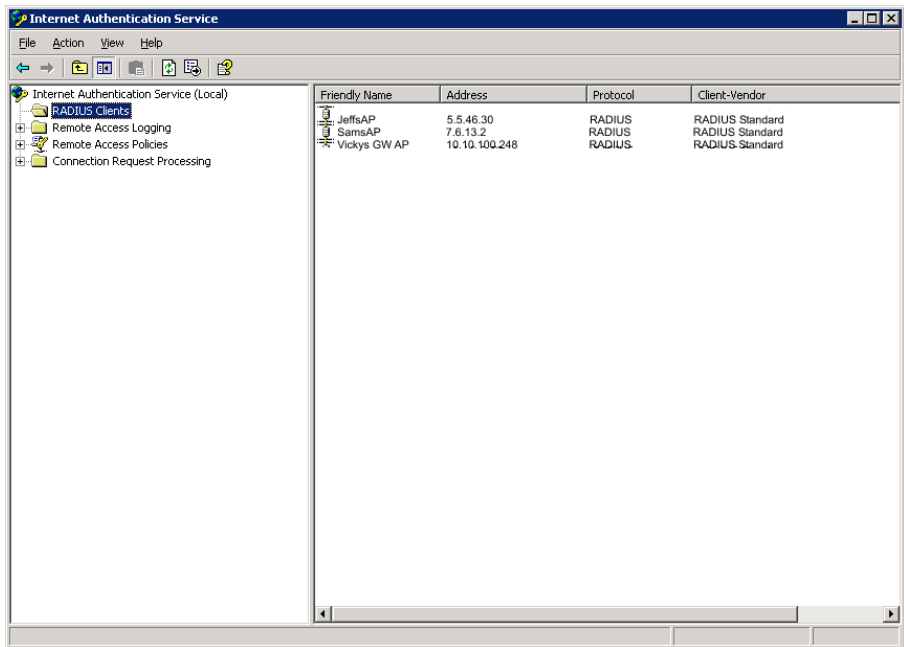 Internet Authentication Service
File Action View Help
Internet Authentication Service (Local)
RADIUS Clients
Remote Access Logging
Remote Access Policies
Connection Request Processing
Friendly Name Address Protocol Client-Vendor
JeffsAP 5.5.46.30 RADIUS RADIUS Standard
SamsAP 7.6.13.2 RADIUS RADIUS Standard
Vickys GW AP 10.10.100.248 RADIUS RADIUS Standard